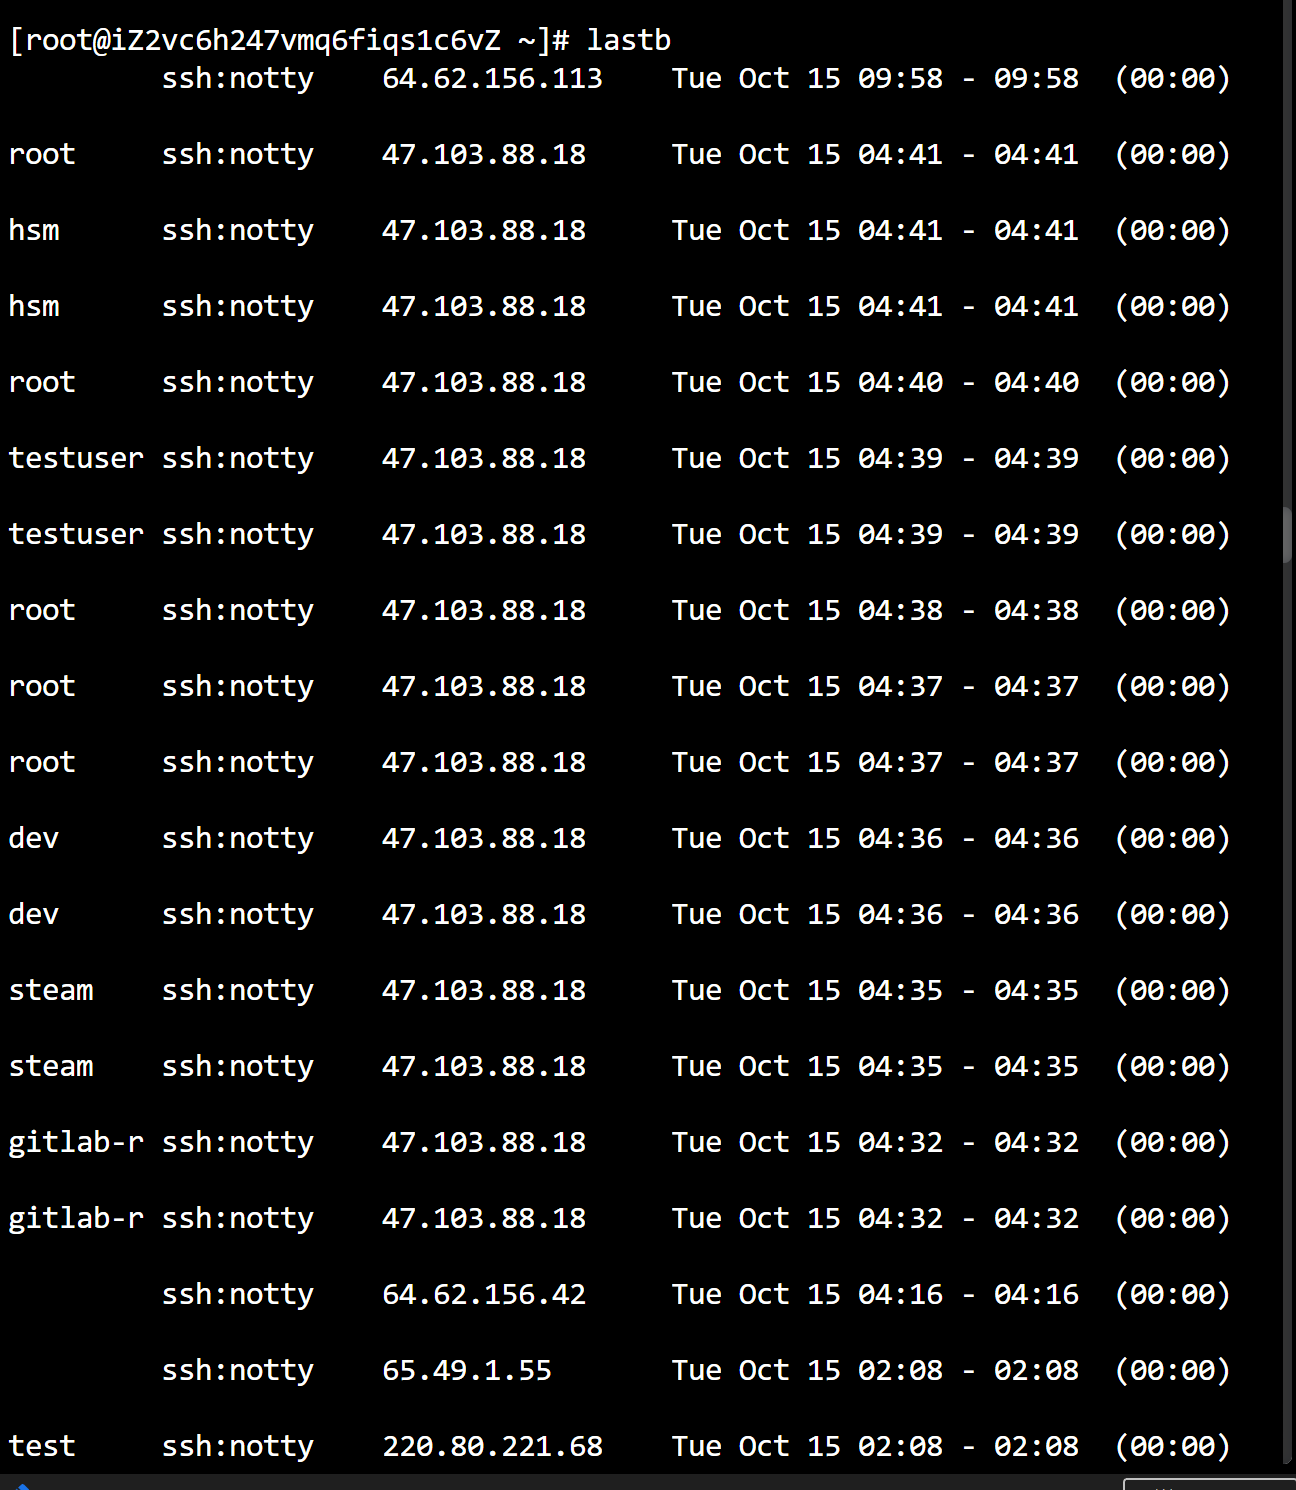 [root@iZ2vc6h247vmq6fiqs1c6vZ ~]# lastb
         ssh:notty    64.62.156.113    Tue Oct 15 09:58 - 09:58  (00:00)
root     ssh:notty    47.103.88.18     Tue Oct 15 04:41 - 04:41  (00:00)
hsm      ssh:notty    47.103.88.18     Tue Oct 15 04:41 - 04:41  (00:00)
hsm      ssh:notty    47.103.88.18     Tue Oct 15 04:41 - 04:41  (00:00)
root     ssh:notty    47.103.88.18     Tue Oct 15 04:40 - 04:40  (00:00)
testuser ssh:notty    47.103.88.18     Tue Oct 15 04:39 - 04:39  (00:00)
testuser ssh:notty    47.103.88.18     Tue Oct 15 04:39 - 04:39  (00:00)
root     ssh:notty    47.103.88.18     Tue Oct 15 04:38 - 04:38  (00:00)
root     ssh:notty    47.103.88.18     Tue Oct 15 04:37 - 04:37  (00:00)
root     ssh:notty    47.103.88.18     Tue Oct 15 04:37 - 04:37  (00:00)
dev      ssh:notty    47.103.88.18     Tue Oct 15 04:36 - 04:36  (00:00)
dev      ssh:notty    47.103.88.18     Tue Oct 15 04:36 - 04:36  (00:00)
steam    ssh:notty    47.103.88.18     Tue Oct 15 04:35 - 04:35  (00:00)
steam    ssh:notty    47.103.88.18     Tue Oct 15 04:35 - 04:35  (00:00)
gitlab-r ssh:notty    47.103.88.18     Tue Oct 15 04:32 - 04:32  (00:00)
gitlab-r ssh:notty    47.103.88.18     Tue Oct 15 04:32 - 04:32  (00:00)
         ssh:notty    64.62.156.42     Tue Oct 15 04:16 - 04:16  (00:00)
         ssh:notty    65.49.1.55       Tue Oct 15 02:08 - 02:08  (00:00)
test     ssh:notty    220.80.221.68    Tue Oct 15 02:08 - 02:08  (00:00)